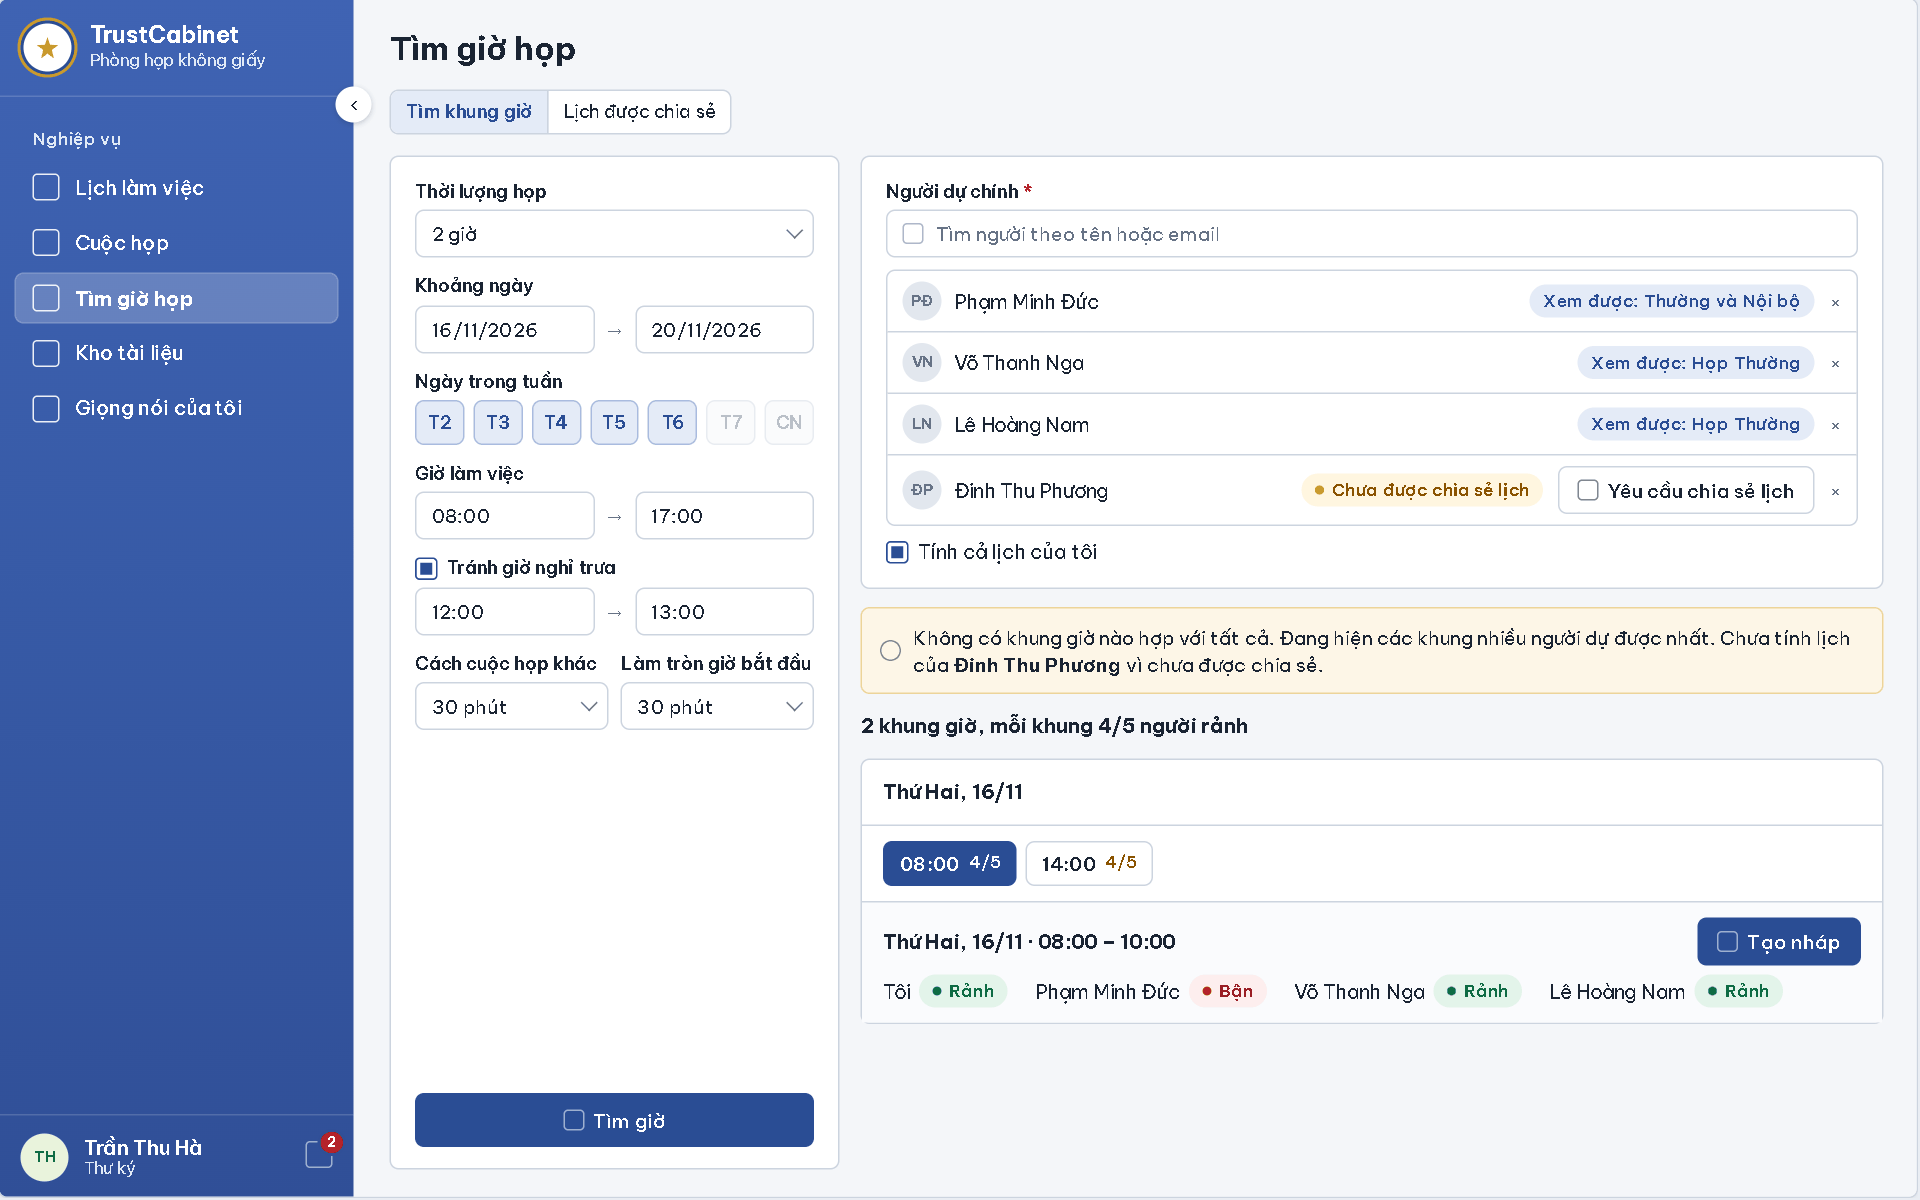 TrustCabinet
Phòng họp không giấy
Nghiệp vụ
Lịch làm việc
Cuộc họp
Tìm giờ họp
Kho tài liệu
Giọng nói của tôi
TH
Trần Thu Hà
Thư ký
2
Tìm giờ họp
Tìm khung giờ
Lịch được chia sẻ
Thời lượng họp
2 giờ
Khoảng ngày
16/11/2026 → 20/11/2026
Ngày trong tuần
T2 T3 T4 T5 T6 T7 CN
Giờ làm việc
08:00 → 17:00
Tránh giờ nghỉ trưa
12:00 → 13:00
Cách cuộc họp khác
Làm tròn giờ bắt đầu
30 phút
30 phút
Tìm giờ
Người dự chính *
Tìm người theo tên hoặc email
PĐ Phạm Minh Đức Xem được: Thường và Nội bộ ×
VN Võ Thanh Nga Xem được: Họp Thường ×
LN Lê Hoàng Nam Xem được: Họp Thường ×
ĐP Đinh Thu Phương • Chưa được chia sẻ lịch Yêu cầu chia sẻ lịch ×
Tính cả lịch của tôi
Không có khung giờ nào hợp với tất cả. Đang hiện các khung nhiều người dự được nhất. Chưa tính lịch
của Đinh Thu Phương vì chưa được chia sẻ.
2 khung giờ, mỗi khung 4/5 người rảnh
Thứ Hai, 16/11
08:00 4/5
14:00 4/5
Thứ Hai, 16/11 · 08:00 – 10:00
Tạo nháp
Tôi • Rảnh Phạm Minh Đức • Bận Võ Thanh Nga • Rảnh Lê Hoàng Nam • Rảnh